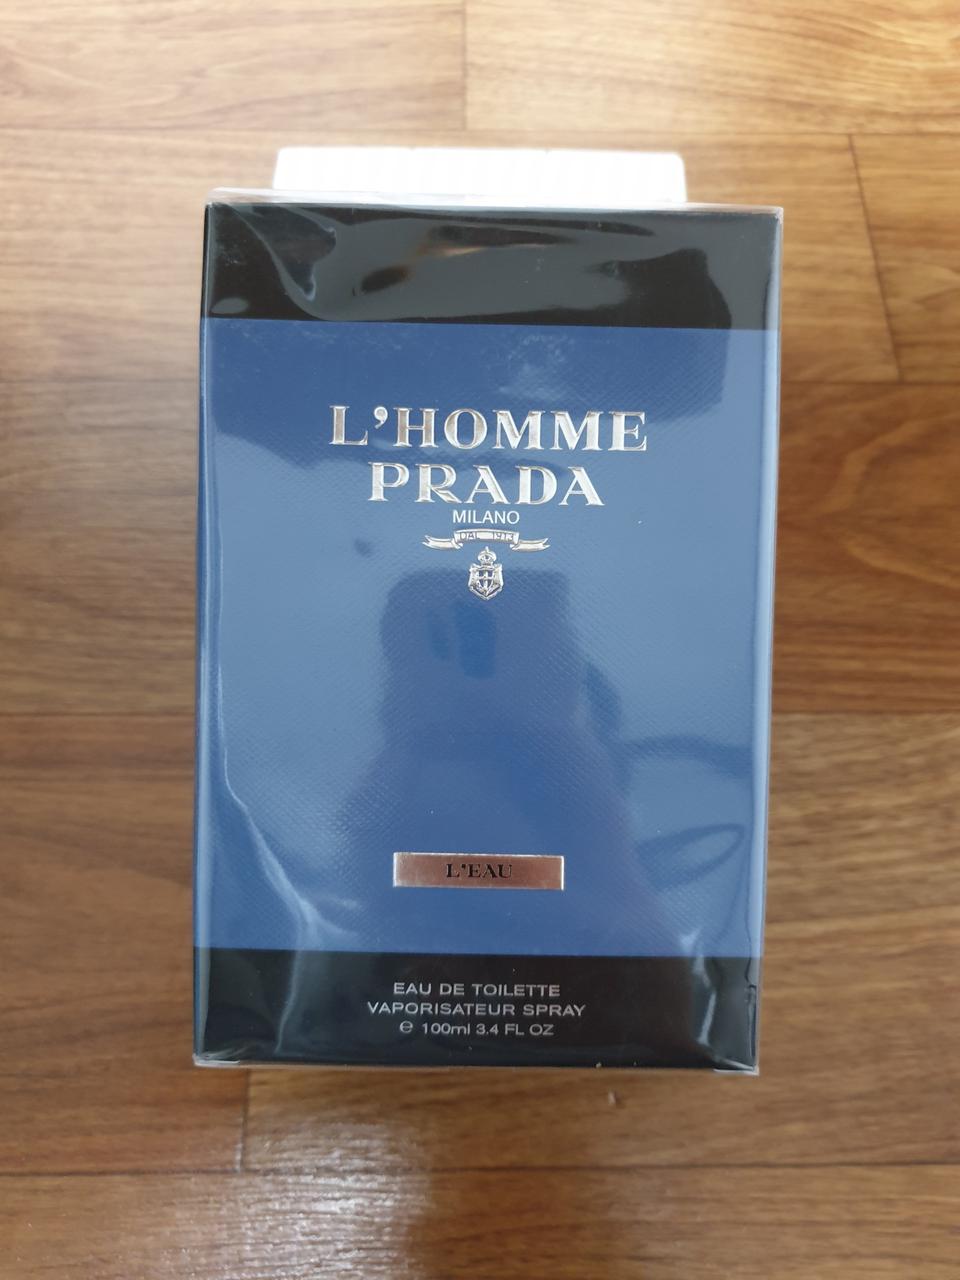 L'HOMME
PRADA
MILANO
DAL 1913
L'EAU
EAU DE TOILETTE
VAPORISATEUR SPRAY
℮ 100ml 3.4 FL OZ